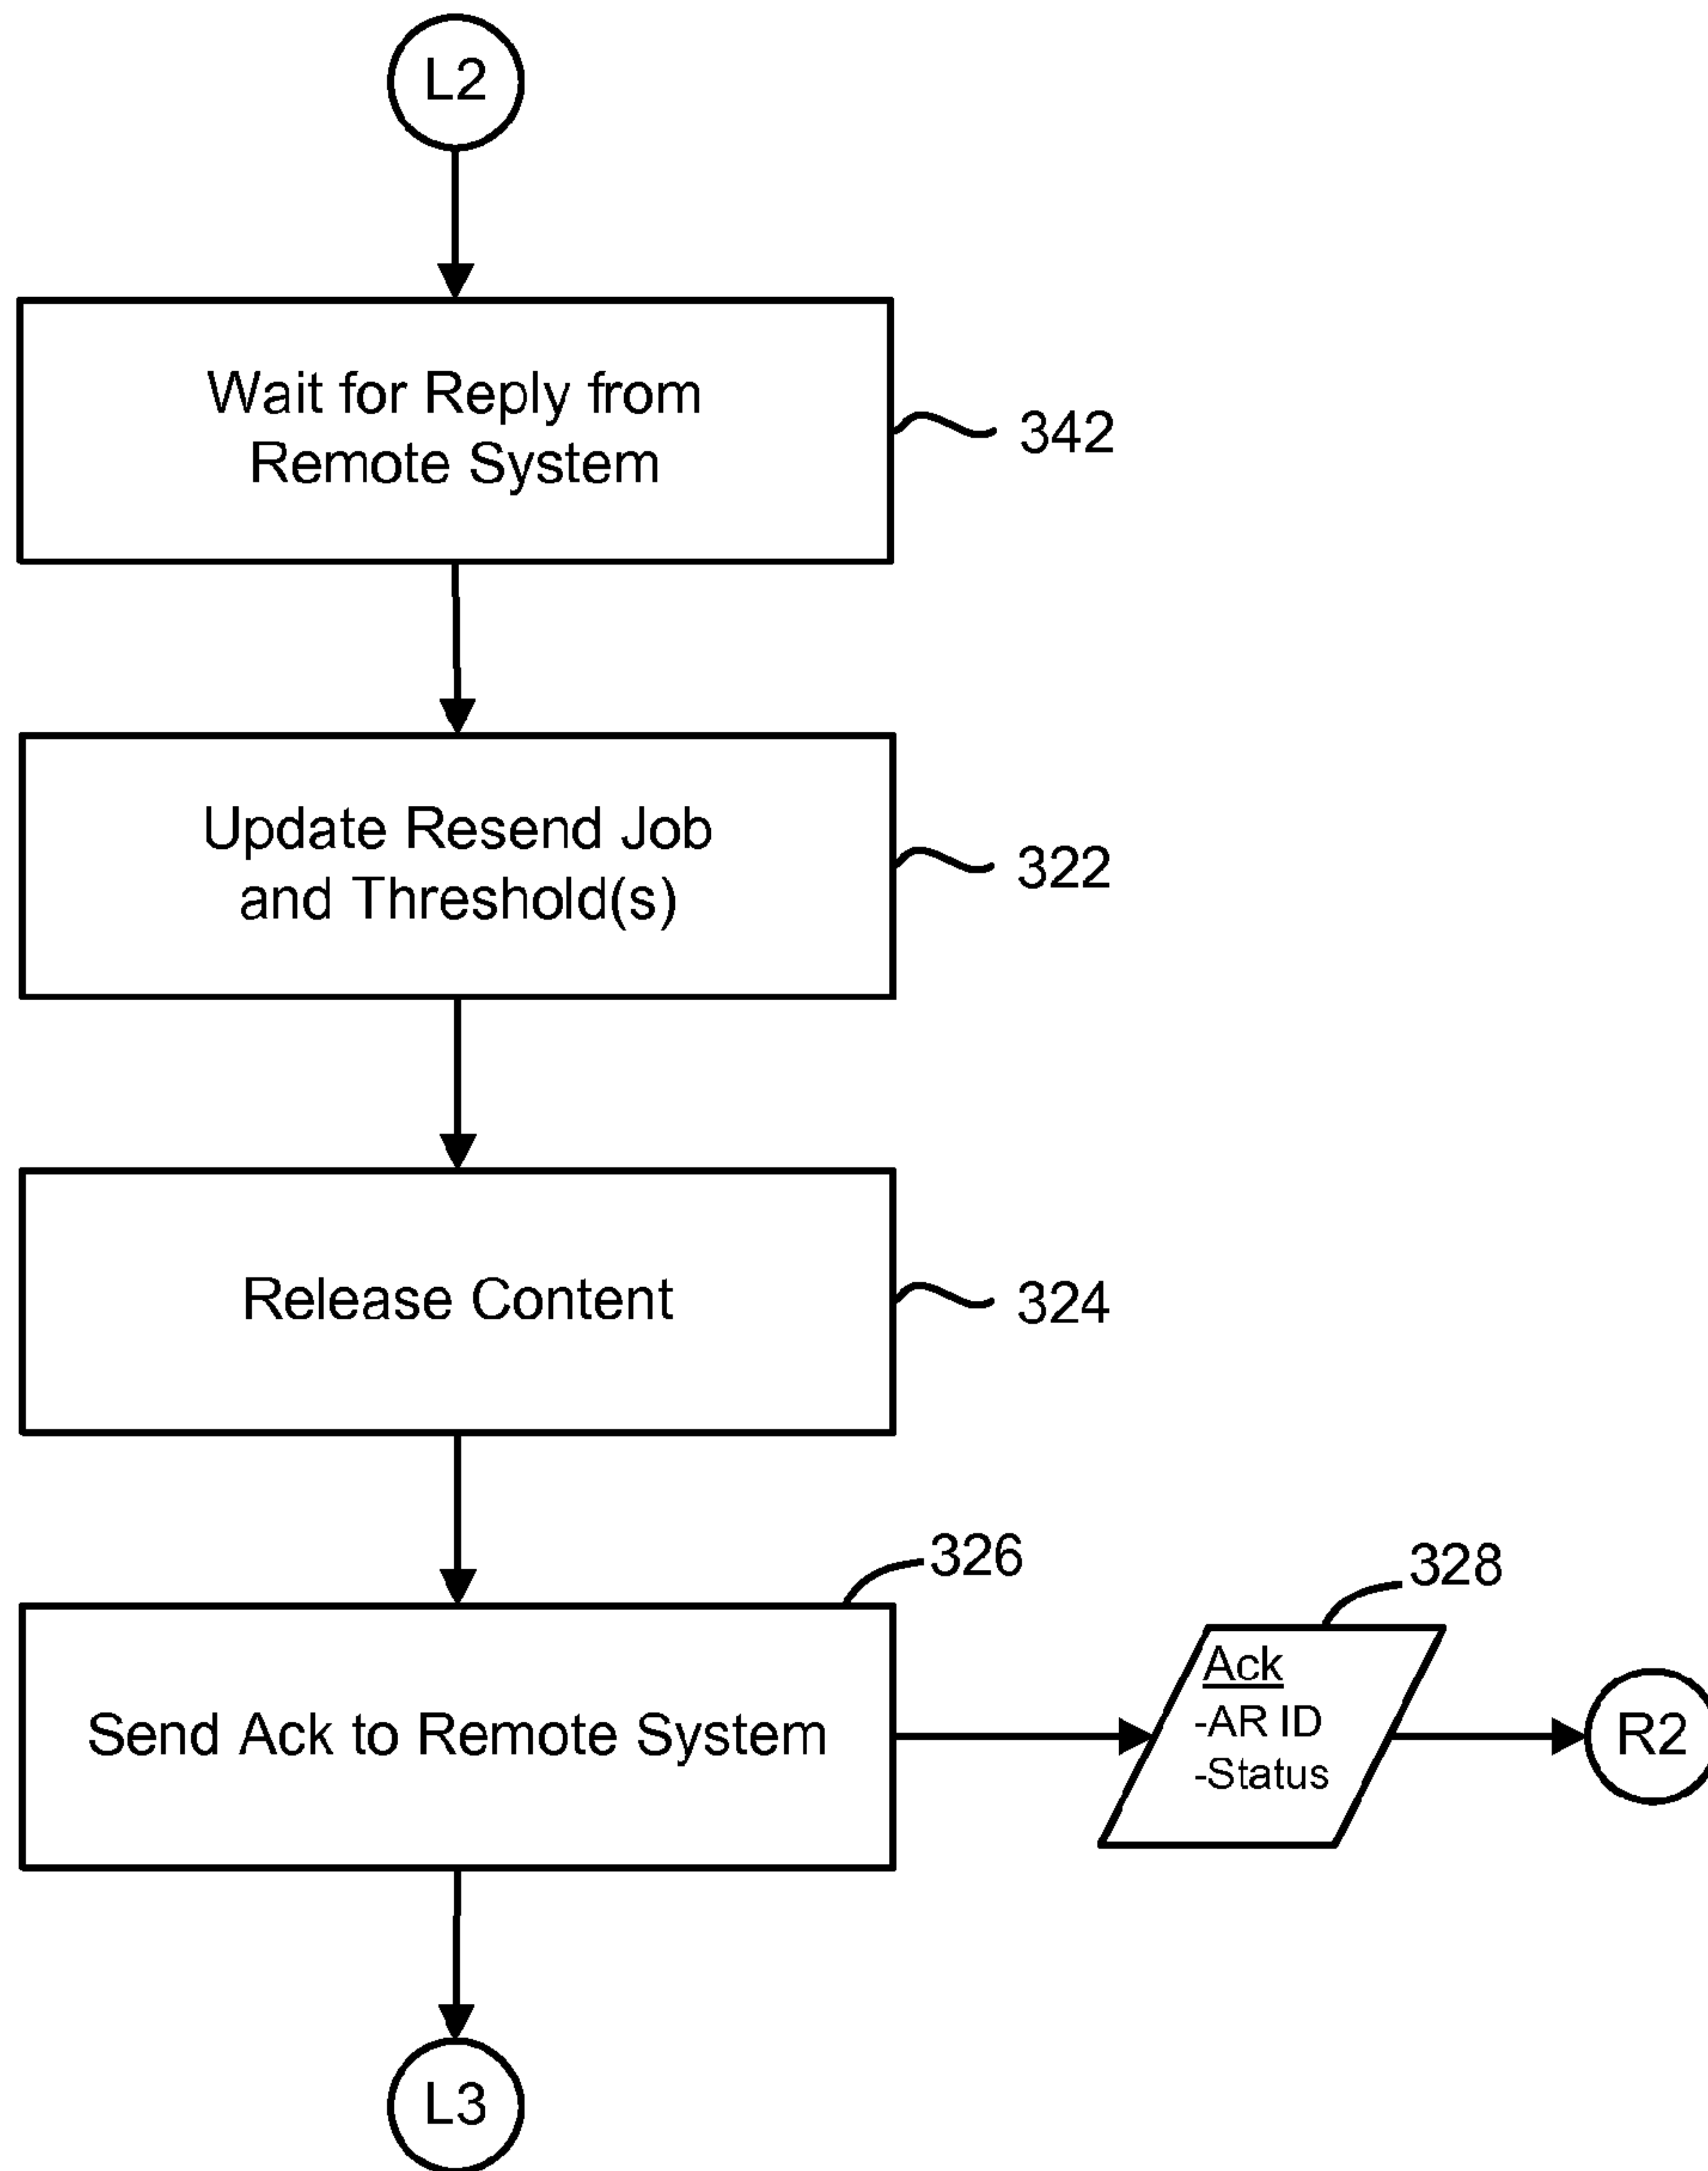 L2
Wait for Reply from
Remote System
342
Update Resend Job
and Threshold(s)
322
Release Content
324
326
328
Send Ack to Remote System
Ack
-AR ID
-Status
R2
L3